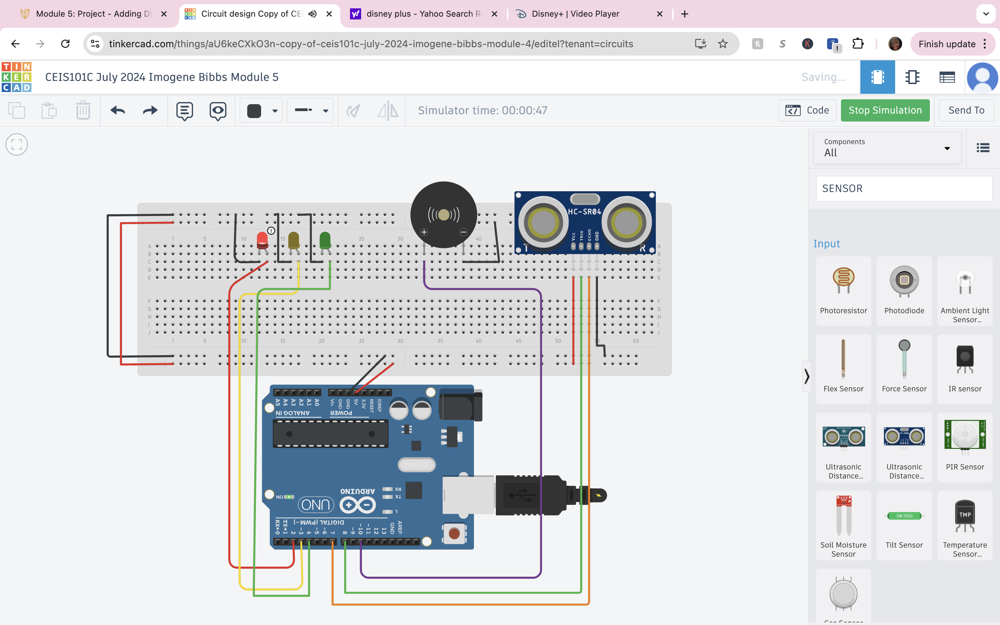 Module 5: Project - Adding Di
Circuit design Copy of CEI
disney plus - Yahoo Search Re
Disney+ | Video Player
tinkercad.com/things/aU6keCXkO3n-copy-of-ceis101c-july-2024-imogene-bibbs-module-4/editel?tenant=circuits
Finish update
TIN
KER
CAD
CEIS101C July 2024 Imogene Bibbs Module 5
Saving...
Simulator time: 00:00:47
Code
Stop Simulation
Send To
Components
All
SENSOR
Input
Photoresistor
Photodiode
Ambient Light Sensor...
Flex Sensor
Force Sensor
IR sensor
Ultrasonic Distance...
Ultrasonic Distance...
PIR Sensor
Soil Moisture Sensor
Tilt Sensor
Temperature Sensor...
SW 200D
TMP
HC-SR04
Vcc TRIG ECHO GND
T R
1 5 10 15 25 30 40
A A
B B
C C
D D
E E
F F
G G
H H
I I
J J
1 5 10 15 20 25 30 35 40 45 50 55 60
A5 A4 A3 A2 A1 A0
Vin GND GND 5V 3.3V RESET IOREF
ANALOG IN
POWER
RX
TX
L
ON
ARDUINO
UNO
DIGITAL (PWM~)
RX←0 TX→1 2 ~3 4 ~5 ~6 7 8 ~9 ~10 ~11 12 13 GND AREF